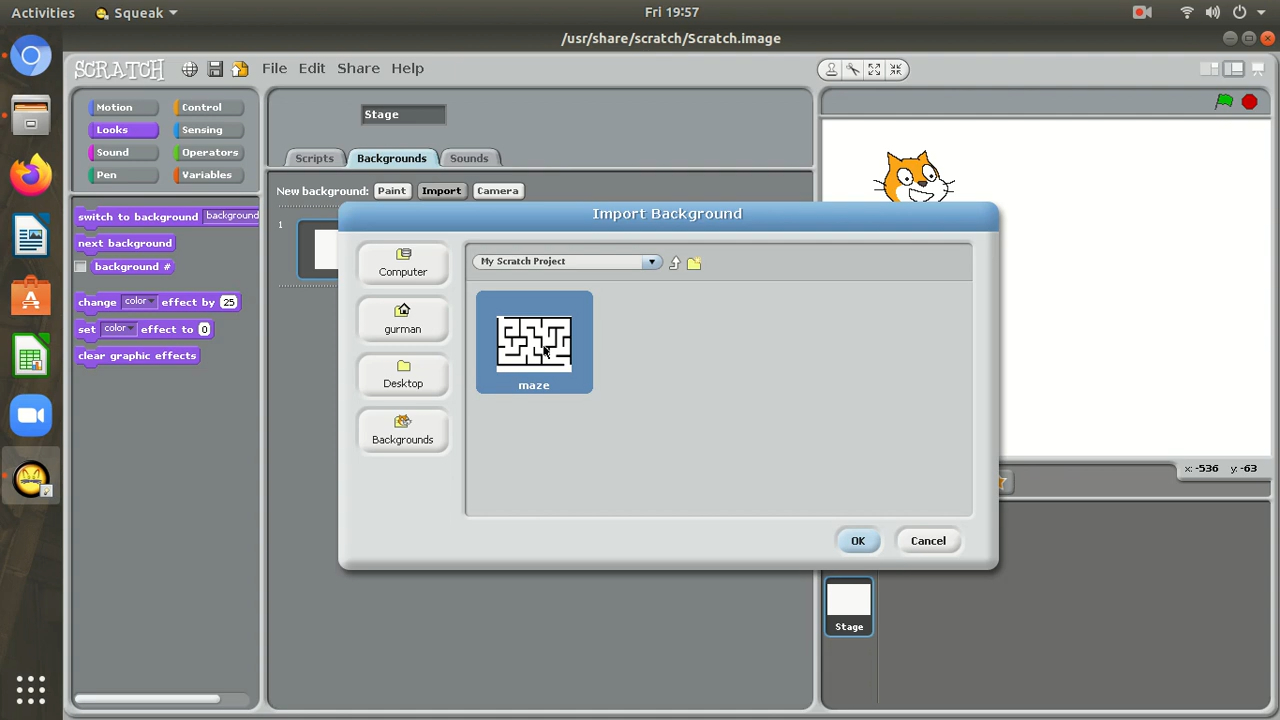 Activities Squeak Fri 19:57
/usr/share/scratch/Scratch.image
SCRATCH File Edit Share Help
Motion Control
Looks Sensing
Sound Operators
Pen Variables
switch to background background
next background
background #
change color effect by 25
set color effect to 0
clear graphic effects
Stage
Scripts Backgrounds Sounds
New background: Paint Import Camera
1
Import Background
Computer
gurman
Desktop
Backgrounds
My Scratch Project
maze
OK Cancel
x: -536 y: -63
Stage